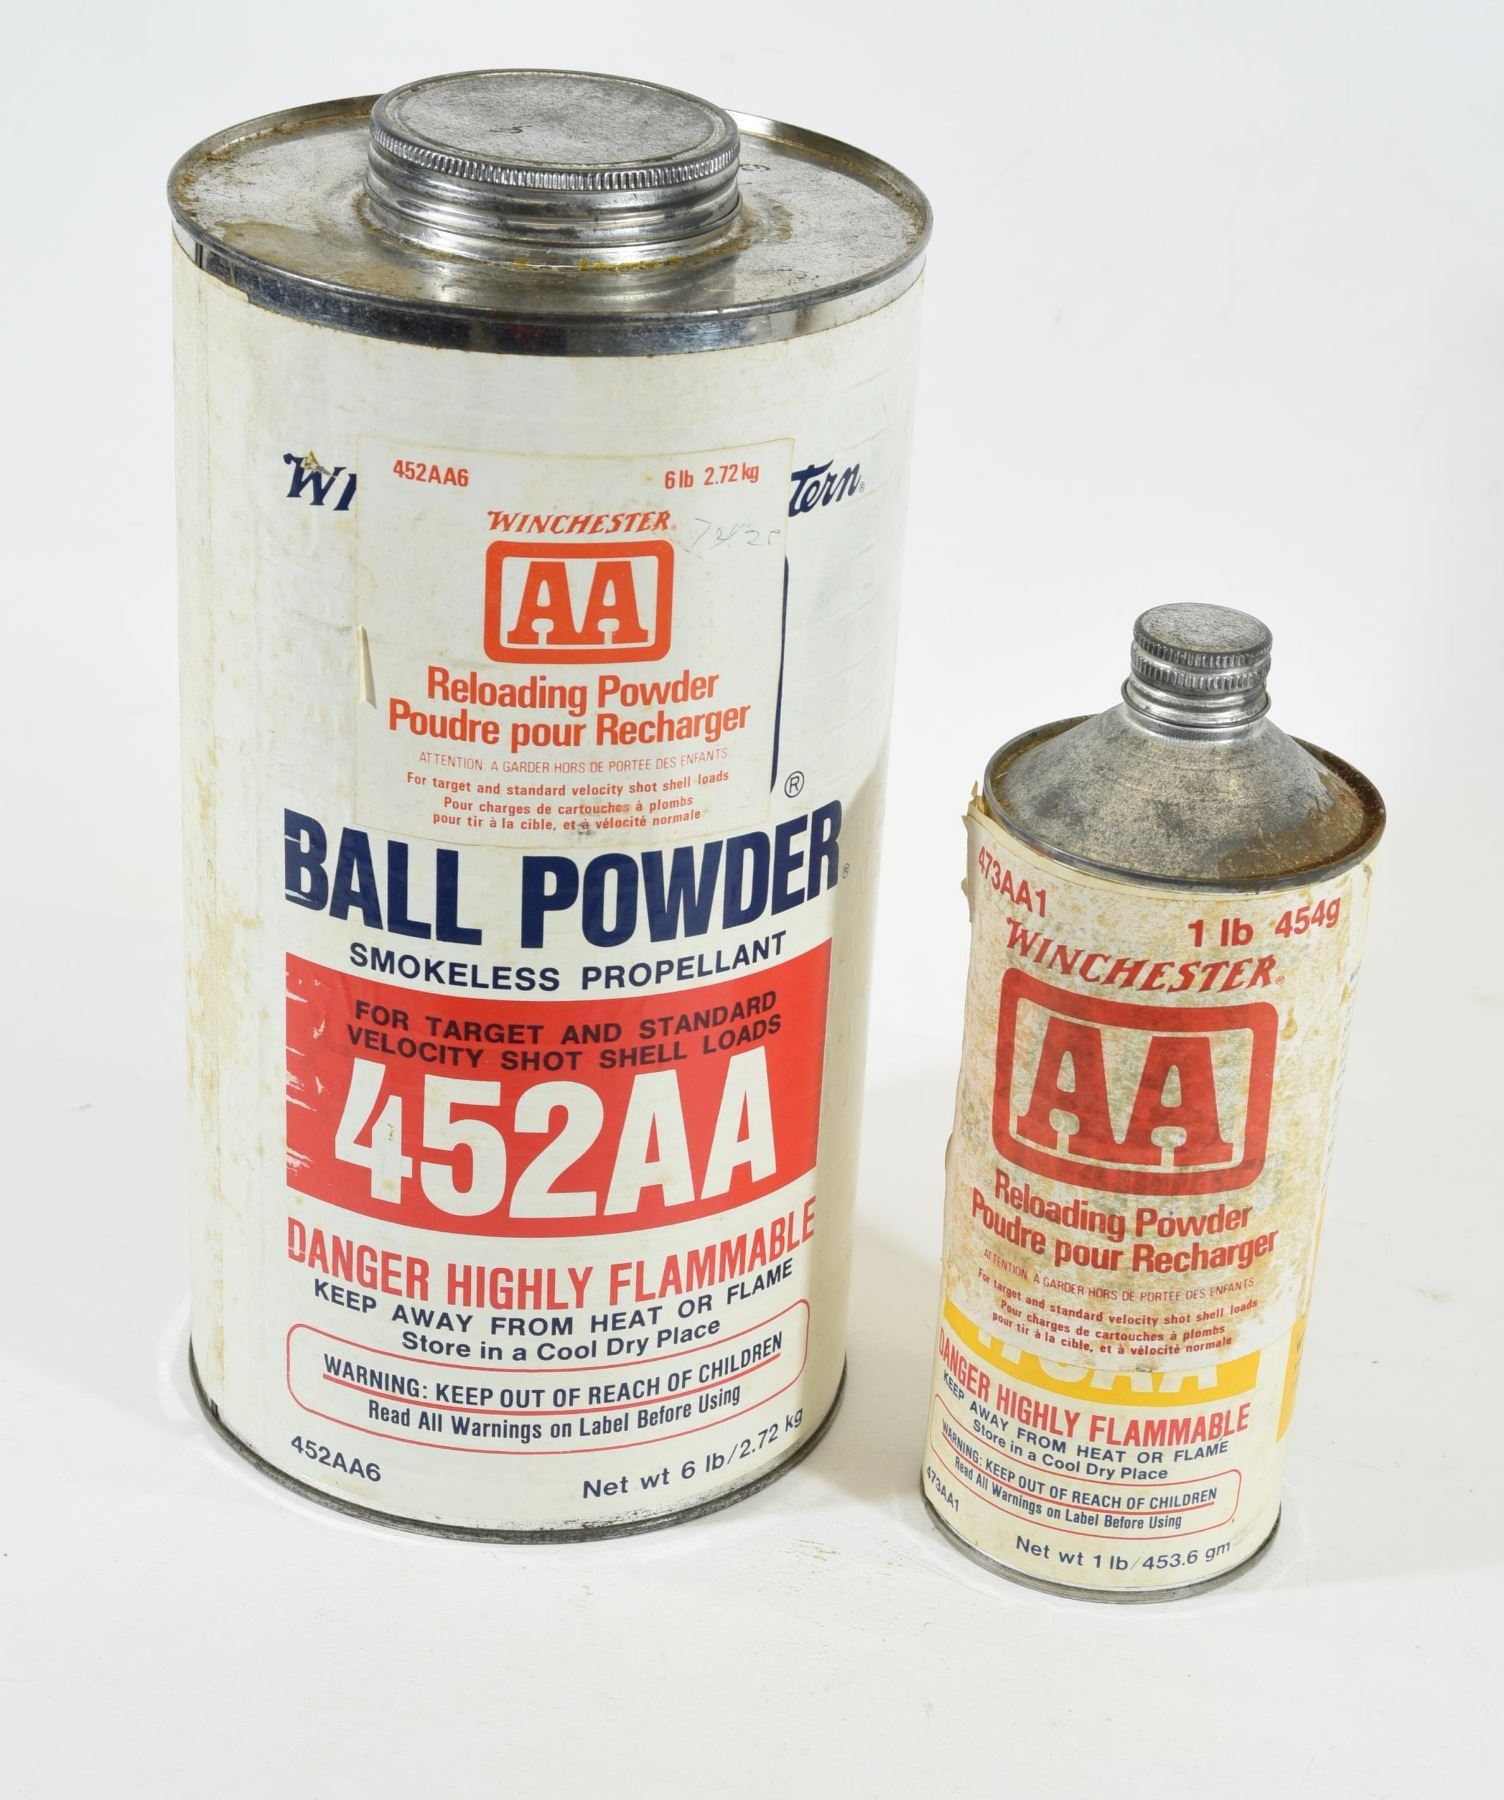 452AA6 6 lb 2.72 kg
WINCHESTER
AA
Reloading Powder
Poudre pour Recharger
ATTENTION: A GARDER HORS DE PORTEE DES ENFANTS
For target and standard velocity shot shell loads
Pour charges de cartouches à plombs
pour tir à la cible, et à vélocité normale
®
BALL POWDER®
SMOKELESS PROPELLANT
FOR TARGET AND STANDARD
VELOCITY SHOT SHELL LOADS
452AA
DANGER HIGHLY FLAMMABLE
KEEP AWAY FROM HEAT OR FLAME
Store in a Cool Dry Place
WARNING: KEEP OUT OF REACH OF CHILDREN
Read All Warnings on Label Before Using
452AA6 Net wt 6 lb/2.72 kg
473AA1 1 lb 454g
WINCHESTER®
AA
Reloading Powder
Poudre pour Recharger
ATTENTION: A GARDER HORS DE PORTEE DES ENFANTS
For target and standard velocity shot shell loads
Pour charges de cartouches à plombs
pour tir à la cible, et à vélocité normale
DANGER HIGHLY FLAMMABLE
KEEP AWAY FROM HEAT OR FLAME
Store in a Cool Dry Place
WARNING: KEEP OUT OF REACH OF CHILDREN
Read All Warnings on Label Before Using
473AA1
Net wt 1 lb/453.6 gm